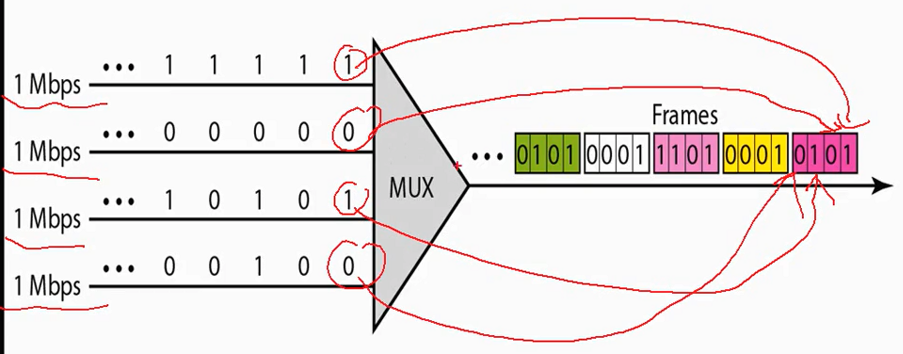 1 Mbps ••• 1 1 1 1 1
1 Mbps ••• 0 0 0 0 0
1 Mbps ••• 1 0 1 0 1
1 Mbps ••• 0 0 1 0 0
MUX
Frames
••• 0101 0001 1101 0001 0101